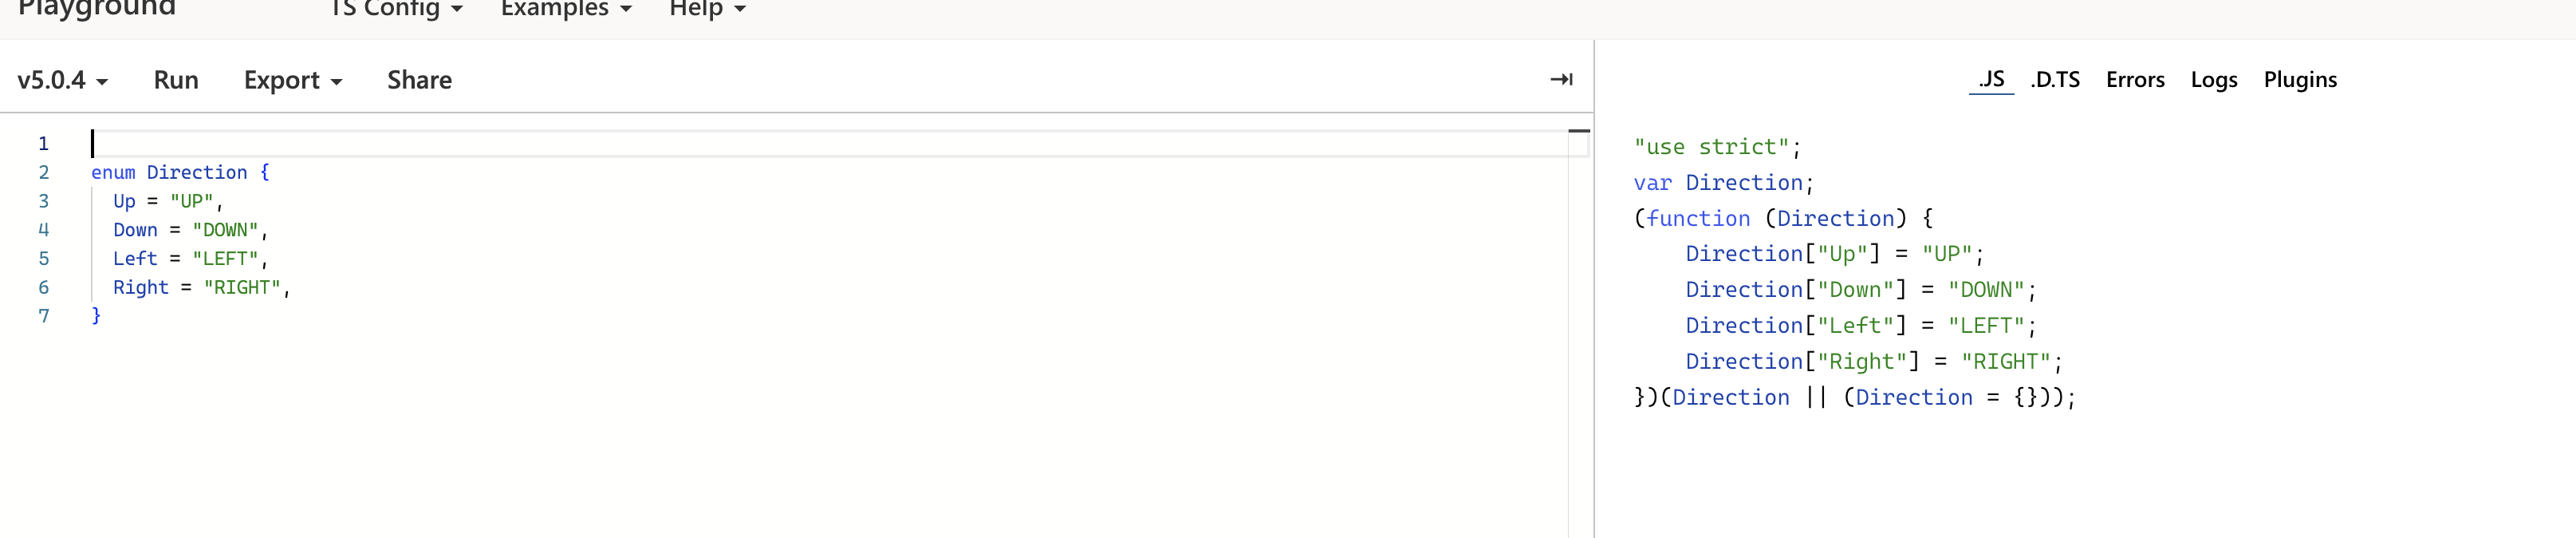 Playground TS Config Examples Help
v5.0.4 Run Export Share
.JS .D.TS Errors Logs Plugins
1
2 enum Direction {
3   Up = "UP",
4   Down = "DOWN",
5   Left = "LEFT",
6   Right = "RIGHT",
7 }
"use strict";
var Direction;
(function (Direction) {
    Direction["Up"] = "UP";
    Direction["Down"] = "DOWN";
    Direction["Left"] = "LEFT";
    Direction["Right"] = "RIGHT";
})(Direction || (Direction = {}));